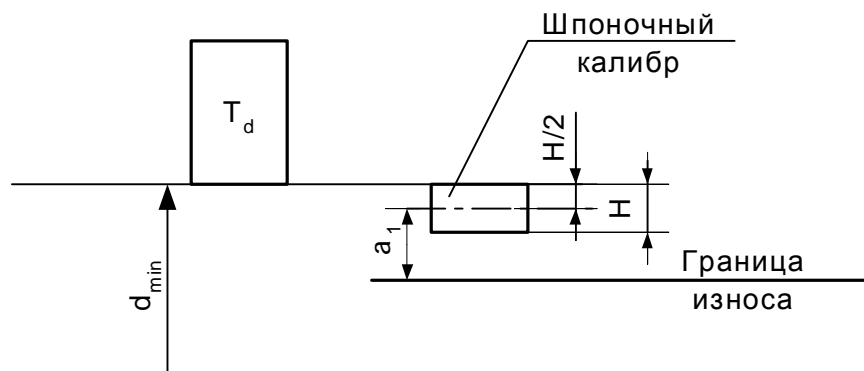 Шпоночный
калибр
T_d
H/2
H
a_1
d_min
Граница
износа